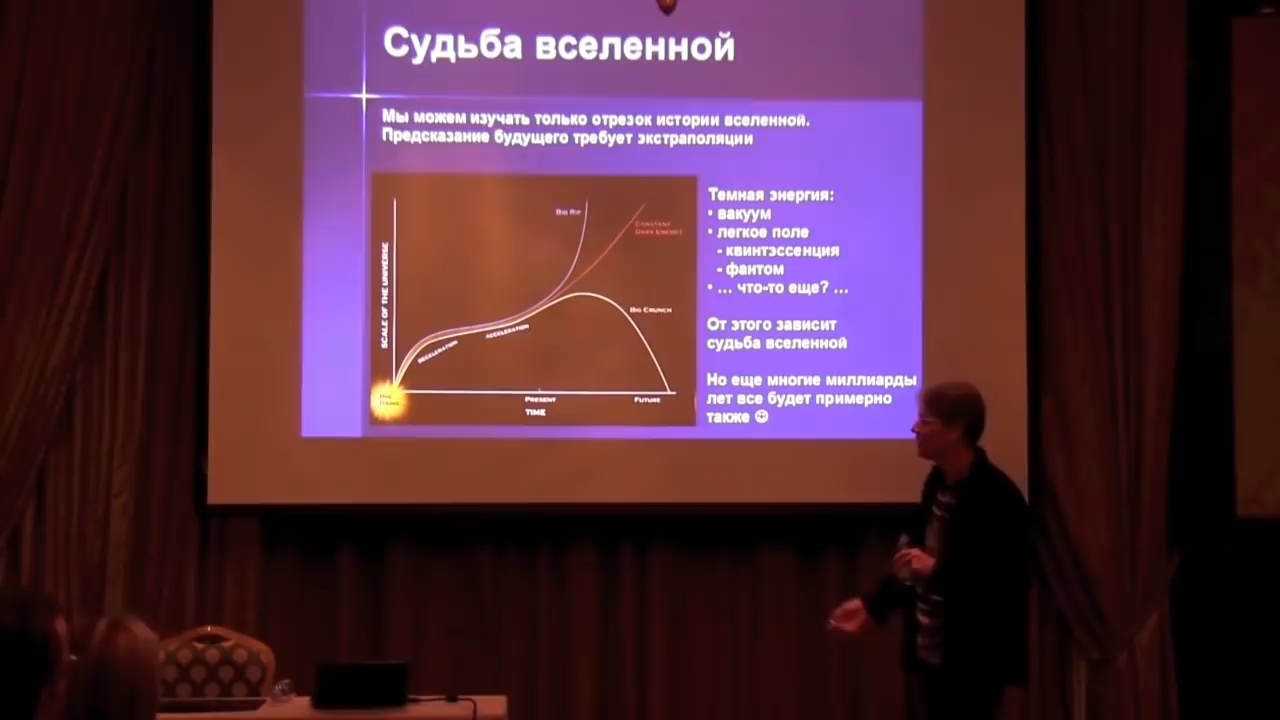 Судьба вселенной
Мы можем изучать только отрезок истории вселенной.
Предсказание будущего требует экстраполяции
Темная энергия:
• вакуум
• легкое поле
- квинтэссенция
- фантом
• ... что-то еще? ...
От этого зависит
судьба вселенной
Но еще многие миллиарды
лет все будет примерно
также ☺
SCALE OF THE UNIVERSE
BIG RIP
CONSTANT
DARK ENERGY
BIG CRUNCH
DECELERATION
ACCELERATION
BIG
BANG
PRESENT
FUTURE
TIME